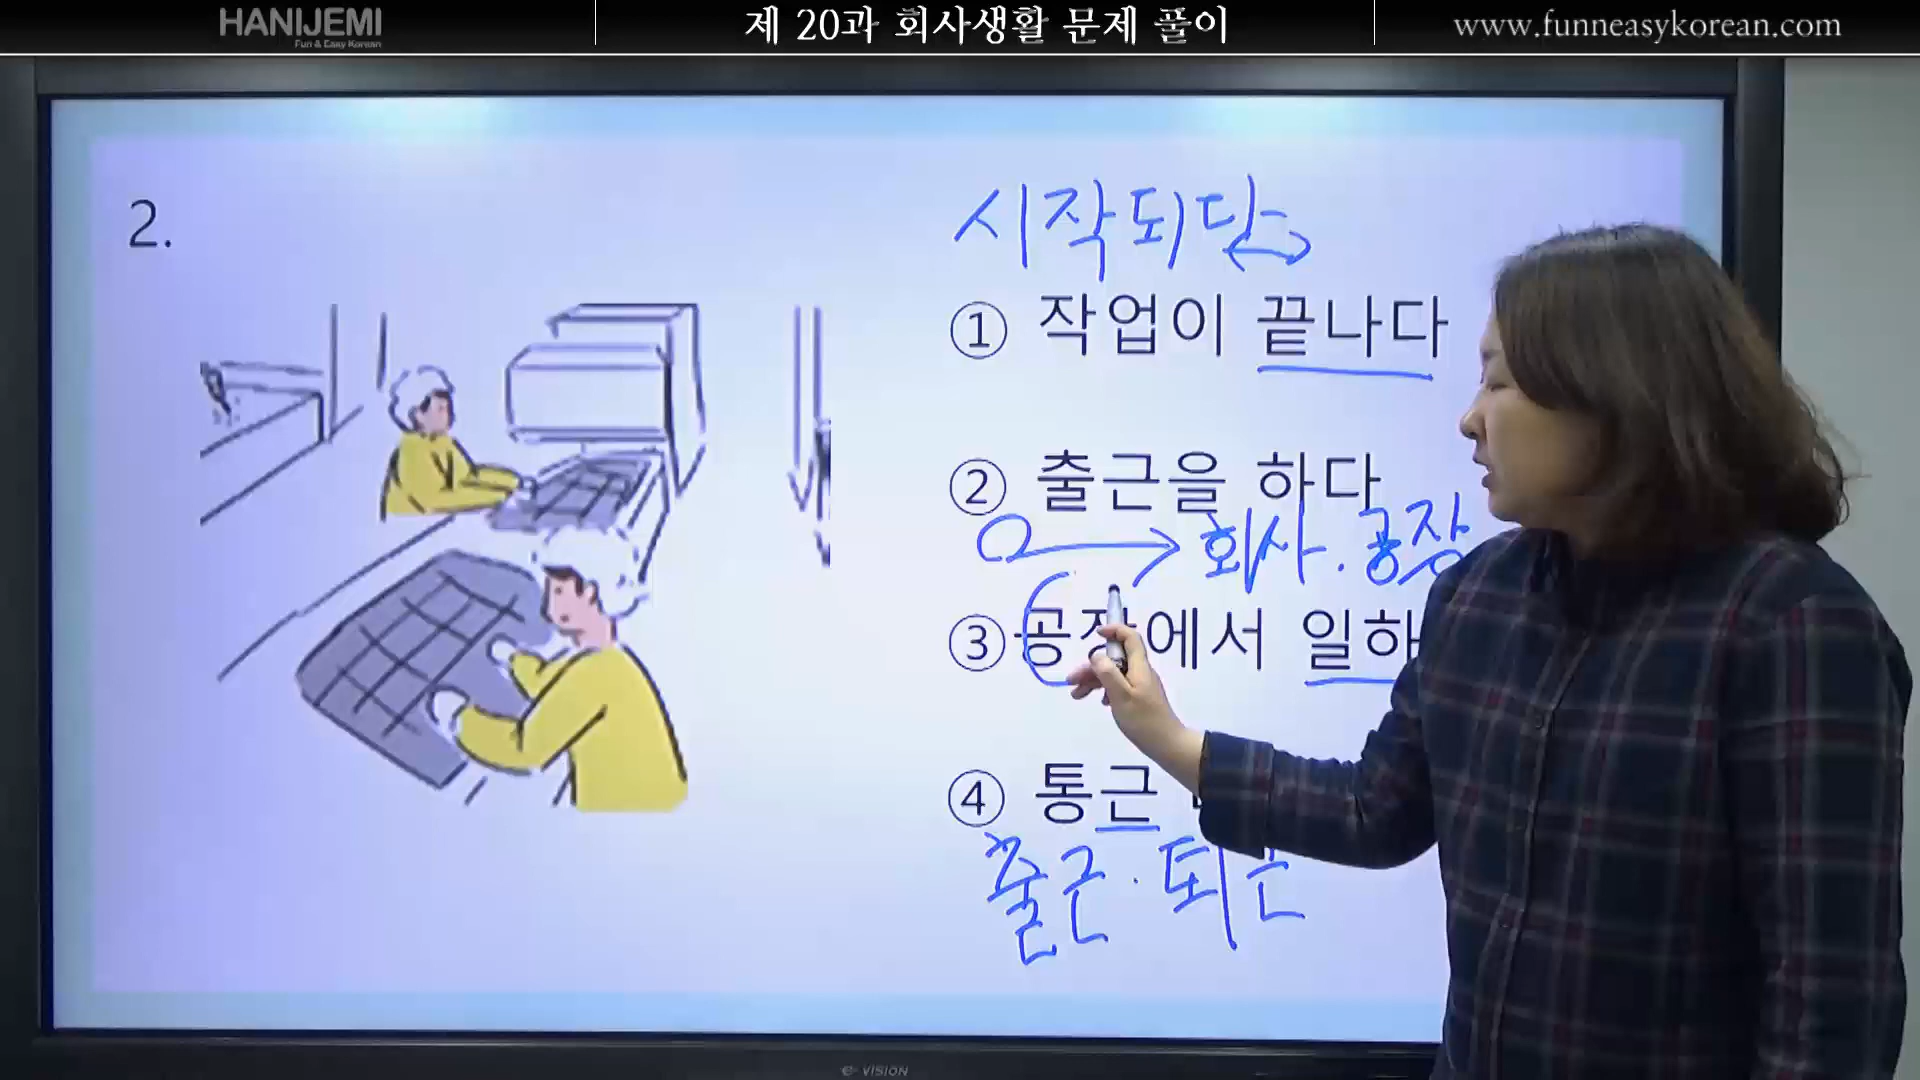 HANIJEMI
Fun & Easy Korean
제 20과 회사생활 문제 풀이
www.funneasykorean.com
2.
시작되다
① 작업이 끝나다
② 출근을 하다
회사·공장
③ 공장에서 일하
④ 통근
출근·퇴근
e-VISION